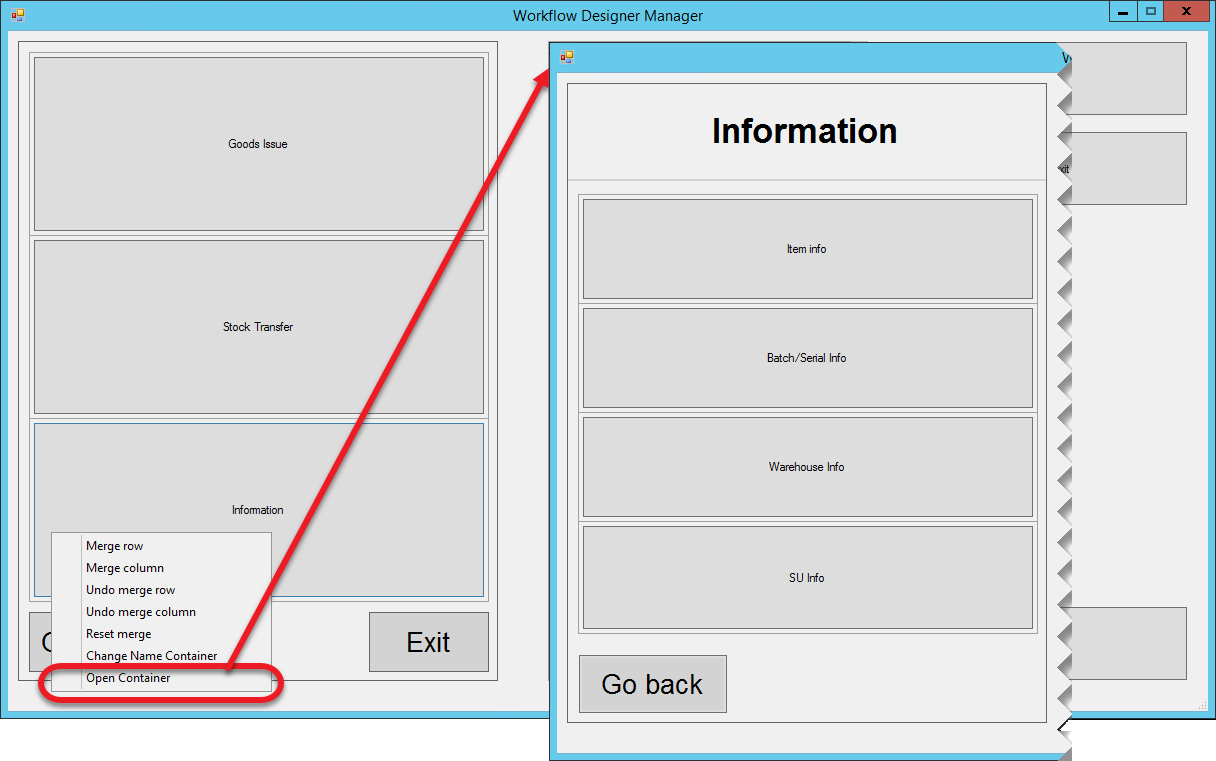 Workflow Designer Manager
Goods Issue
Stock Transfer
Information
Merge row
Merge column
Undo merge row
Undo merge column
Reset merge
Change Name Container
Open Container
Exit
Information
Item info
Batch/Serial Info
Warehouse Info
SU Info
Go back